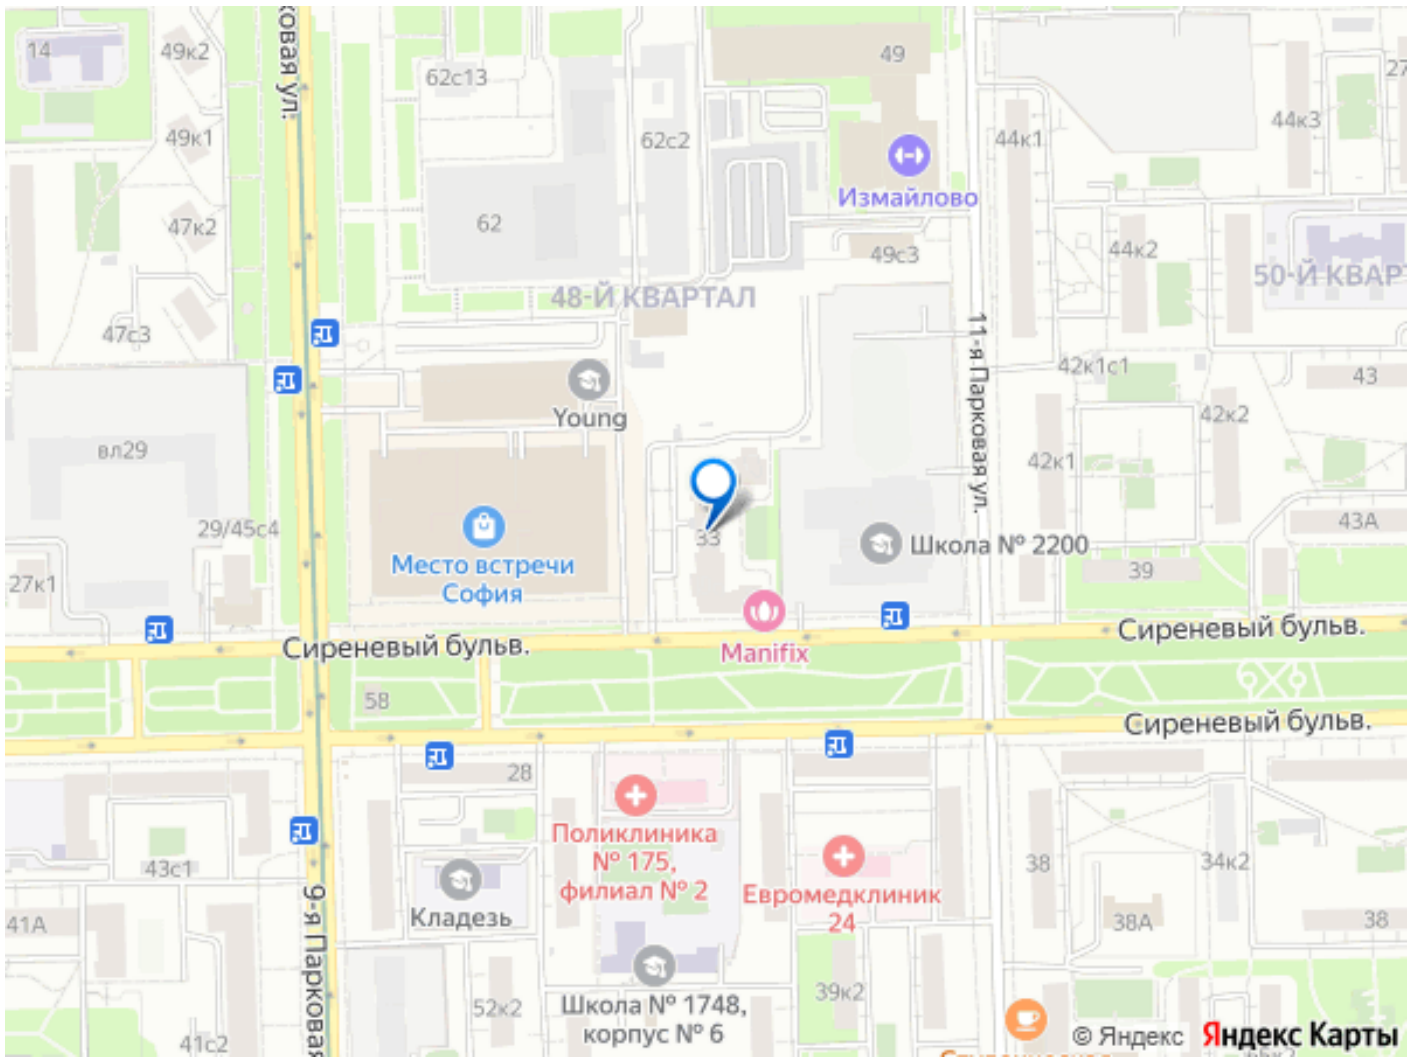 14
49к2
ковая ул.
62с13
49
27
49к1
62с2
44к1
44к3
Измайлово
47к2
62
49с3
44к2
48-Й КВАРТАЛ
50-Й КВАР
47с3
11-я Парковая ул.
42к1с1
43
Young
42к2
вл29
42к1
29/45с4
33
Школа № 2200
43А
Место встречи
София
27к1
39
Сиреневый бульв.
Manifix
Сиреневый бульв.
58
Сиреневый бульв.
28
Поликлиника
№ 175,
филиал № 2
43с1
Евромедклиник
24
38
34к2
9-я Парковая
Кладезь
41А
38А
38
39к2
52к2
Школа № 1748,
корпус № 6
41с2
© Яндекс Яндекс Карты